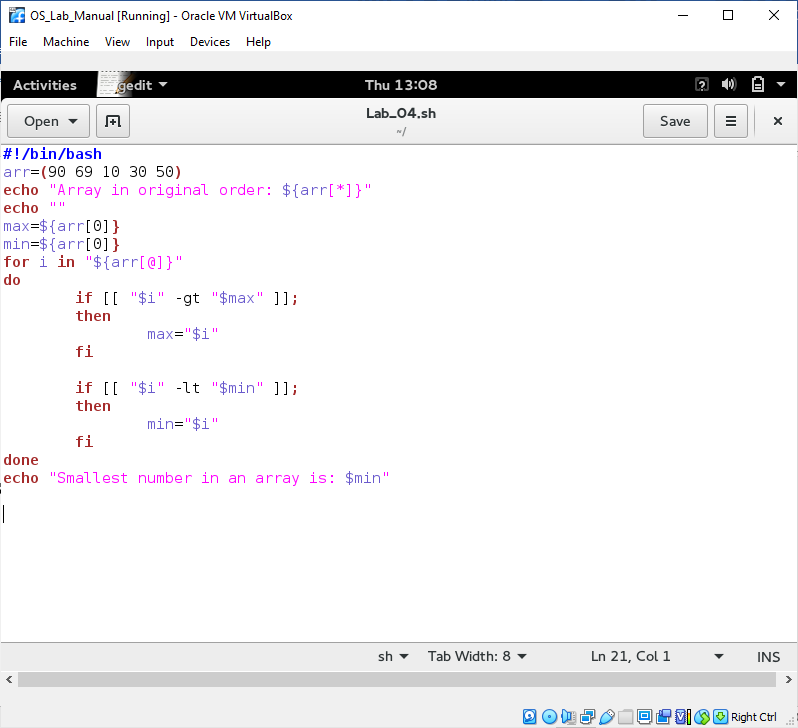 OS_Lab_Manual [Running] - Oracle VM VirtualBox
File Machine View Input Devices Help
Activities gedit Thu 13:08
Open Lab_04.sh Save
~/
#!/bin/bash
arr=(90 69 10 30 50)
echo "Array in original order: ${arr[*]}"
echo ""
max=${arr[0]}
min=${arr[0]}
for i in "${arr[@]}"
do
        if [[ "$i" -gt "$max" ]];
        then
                max="$i"
        fi
        if [[ "$i" -lt "$min" ]];
        then
                min="$i"
        fi
done
echo "Smallest number in an array is: $min"
sh Tab Width: 8 Ln 21, Col 1 INS
Right Ctrl